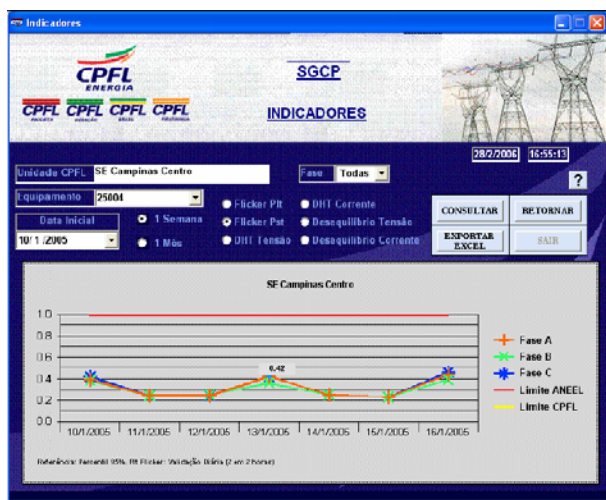 Indicadores
CPFL
ENERGIA
SGCP
CPFL CPFL CPFL CPFL
INDICADORES
28/2/2006 16:55:13
Unidade CPFL SE Campinas Centro
Fase Todas
?
Equipamento 25004
Data Inicial
10/ 1 /2005
1 Semana
1 Mês
Flicker Plt
Flicker Pst
DHT Tensão
DHT Corrente
Desequilíbrio Tensão
Desequilíbrio Corrente
CONSULTAR
RETORNAR
EXPORTAR
EXCEL
SAIR
SE Campinas Centro
1.0
0.8
0.6
0.4
0.2
0.0
0.42
10/1/2005 11/1/2005 12/1/2005 13/1/2005 14/1/2005 15/1/2005 16/1/2005
Fase A
Fase B
Fase C
Limite ANEEL
Limite CPFL
Referência: Percentil 95%. Plt Flicker: Validação Diária (2 em 2 horas)